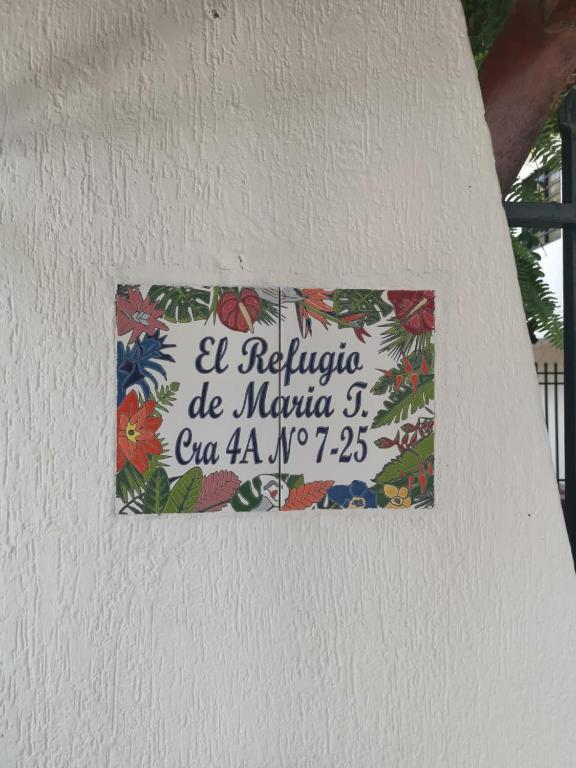 El Refugio
de Maria T.
Cra 4A N° 7-25